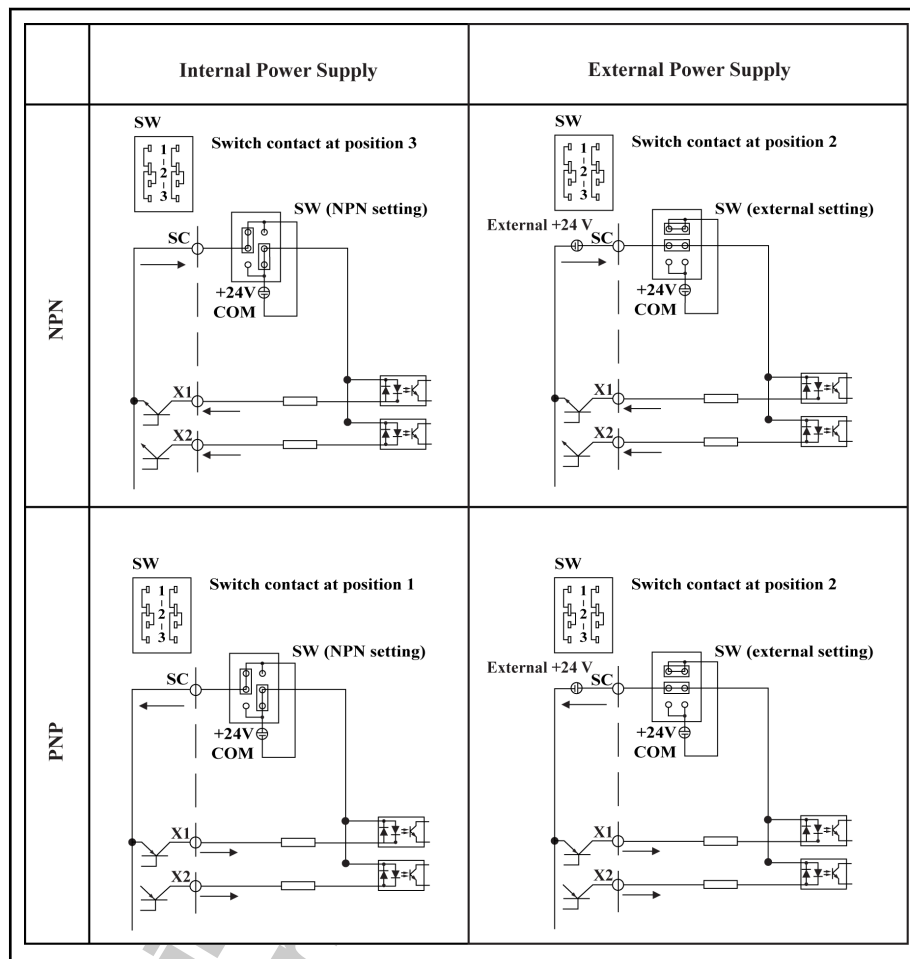 Internal Power Supply
External Power Supply
NPN
SW
Switch contact at position 3
1
2
3
SW (NPN setting)
SC
+24V
COM
X1
X2
SW
Switch contact at position 2
1
2
3
SW (external setting)
External +24 V
SC
+24V
COM
X1
X2
PNP
SW
Switch contact at position 1
1
2
3
SW (NPN setting)
SC
+24V
COM
X1
X2
SW
Switch contact at position 2
1
2
3
SW (external setting)
External +24 V
SC
+24V
COM
X1
X2